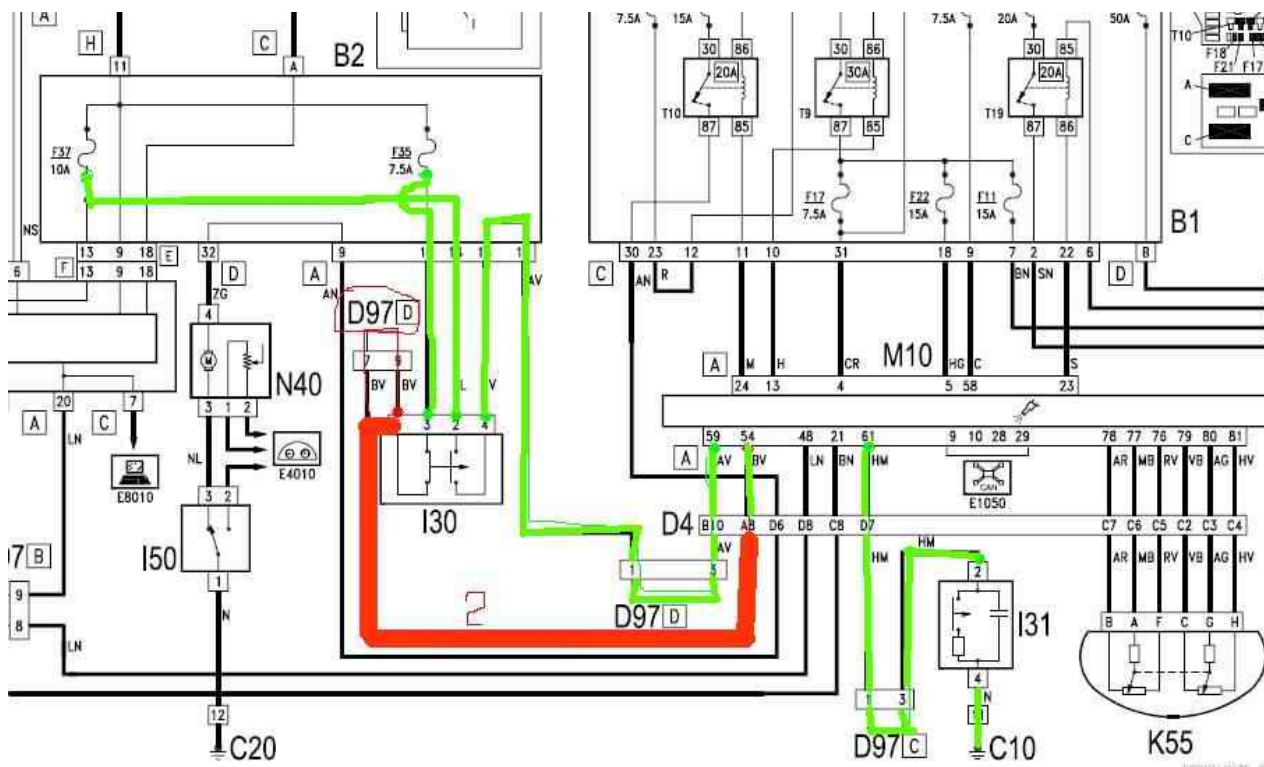 A
H
C
11
A
B2
7.5A
15A
7.5A
20A
50A
30
86
30
86
30
85
20A
30A
20A
T10
T9
T19
87
85
87
85
87
86
T10
F18
F21
F17
A
C
F37
10A
F35
7.5A
F17
7.5A
F22
15A
F11
15A
B1
NS
13
9
18
E
32
9
F
13
9
18
6
D
A
AN
AV
ZG
C
30
23
12
11
10
31
18
9
7
2
22
6
B
D
AN
R
BN
SN
D97
D
4
M
N40
7
9
BV
BV
L
V
3
2
4
3
1
2
20
7
A
C
LN
NL
E4010
E8010
I30
3
2
I50
1
N
12
C20
7
B
9
8
LN
A
M
H
CR
M10
HG
C
S
24
13
4
5
58
23
59
54
48
21
61
9
10
28
29
78
77
76
79
80
81
A
AV
BV
LN
BN
HM
CAN
E1050
AR
MB
RV
VB
AG
HV
D4
B10
A8
D6
D8
C8
D7
C7
C6
C5
C2
C3
C4
AV
HM
HM
AR
MB
RV
VB
AG
HV
1
3
D97
D
2
2
I31
4
N
1
3
D97
C
C10
B
A
F
C
G
H
K55